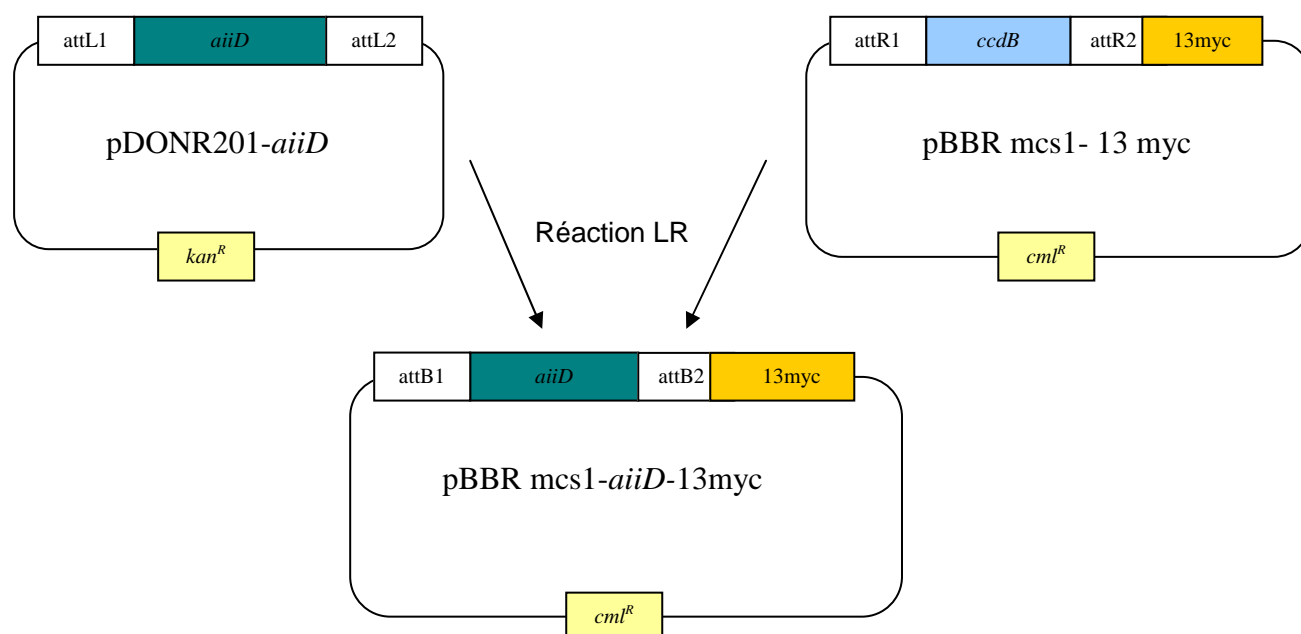 attL1 aiiD attL2
attR1 ccdB attR2 13myc
pDONR201-aiiD
pBBR mcs1- 13 myc
Réaction LR
kanR
cmlR
attB1 aiiD attB2 13myc
pBBR mcs1-aiiD-13myc
cmlR